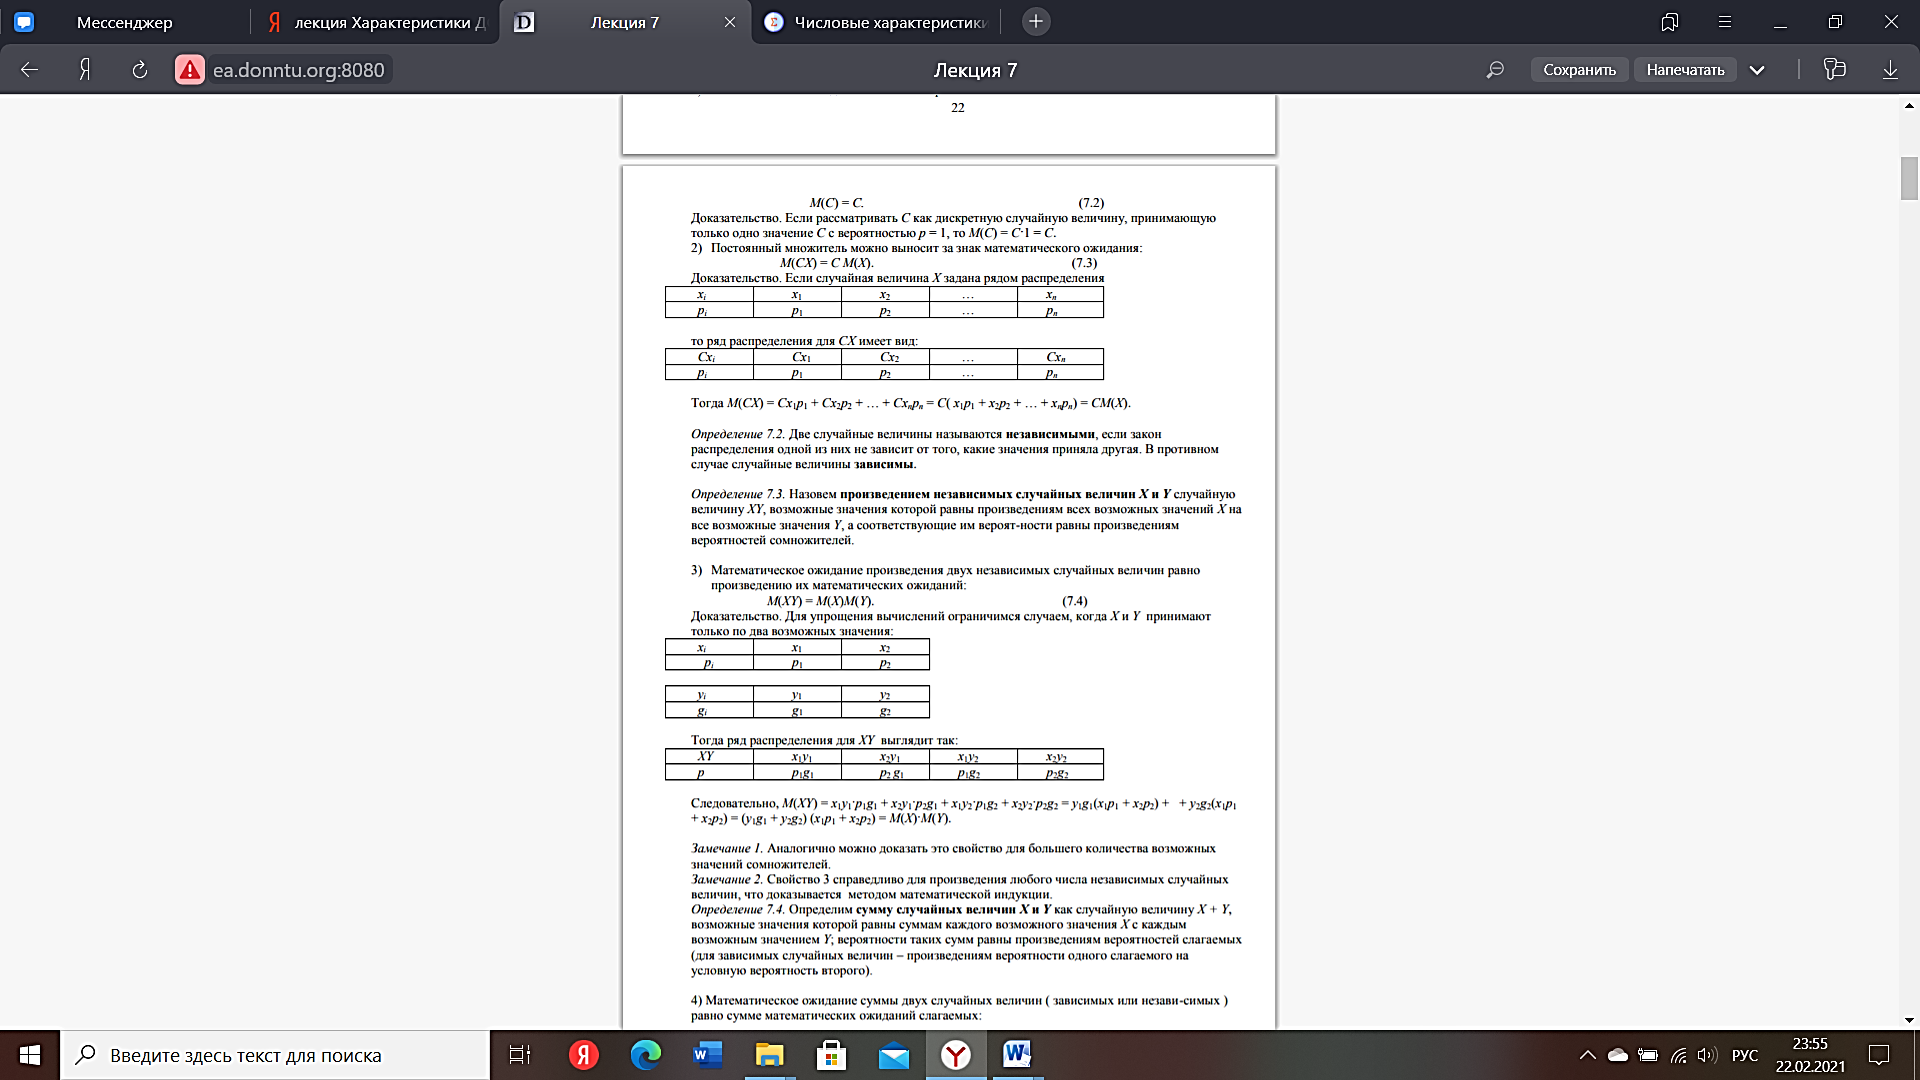 Мессенджер
лекция Характеристики Д
Лекция 7
Числовые характеристики
ea.donntu.org:8080
Лекция 7
Сохранить
Напечатать
22
M(C) = C. (7.2)
Доказательство. Если рассматривать C как дискретную случайную величину, принимающую
только одно значение C с вероятностью p = 1, то M(C) = C·1 = C.
2) Постоянный множитель можно выносит за знак математического ожидания:
M(CX) = C M(X). (7.3)
Доказательство. Если случайная величина X задана рядом распределения
xi x1 x2 … xn
pi p1 p2 … pn
то ряд распределения для CX имеет вид:
Cxi Cx1 Cx2 … Cxn
pi p1 p2 … pn
Тогда M(CX) = Cx1p1 + Cx2p2 + … + Cxnpn = C( x1p1 + x2p2 + … + xnpn) = CM(X).
Определение 7.2. Две случайные величины называются независимыми, если закон
распределения одной из них не зависит от того, какие значения приняла другая. В противном
случае случайные величины зависимы.
Определение 7.3. Назовем произведением независимых случайных величин X и Y случайную
величину XY, возможные значения которой равны произведениям всех возможных значений X на
все возможные значения Y, а соответствующие им вероят-ности равны произведениям
вероятностей сомножителей.
3) Математическое ожидание произведения двух независимых случайных величин равно
произведению их математических ожиданий:
M(XY) = M(X)M(Y). (7.4)
Доказательство. Для упрощения вычислений ограничимся случаем, когда X и Y принимают
только по два возможных значения:
xi x1 x2
pi p1 p2
yi y1 y2
gi g1 g2
Тогда ряд распределения для XY выглядит так:
XY x1y1 x2y1 x1y2 x2y2
p p1g1 p2 g1 p1g2 p2g2
Следовательно, M(XY) = x1y1·p1g1 + x2y1·p2g1 + x1y2·p1g2 + x2y2·p2g2 = y1g1(x1p1 + x2p2) + + y2g2(x1p1
+ x2p2) = (y1g1 + y2g2) (x1p1 + x2p2) = M(X)·M(Y).
Замечание 1. Аналогично можно доказать это свойство для большего количества возможных
значений сомножителей.
Замечание 2. Свойство 3 справедливо для произведения любого числа независимых случайных
величин, что доказывается методом математической индукции.
Определение 7.4. Определим сумму случайных величин X и Y как случайную величину X + Y,
возможные значения которой равны суммам каждого возможного значения X с каждым
возможным значением Y; вероятности таких сумм равны произведениям вероятностей слагаемых
(для зависимых случайных величин – произведениям вероятности одного слагаемого на
условную вероятность второго).
4) Математическое ожидание суммы двух случайных величин ( зависимых или незави-симых )
равно сумме математических ожиданий слагаемых:
Введите здесь текст для поиска
РУС
23:55
22.02.2021